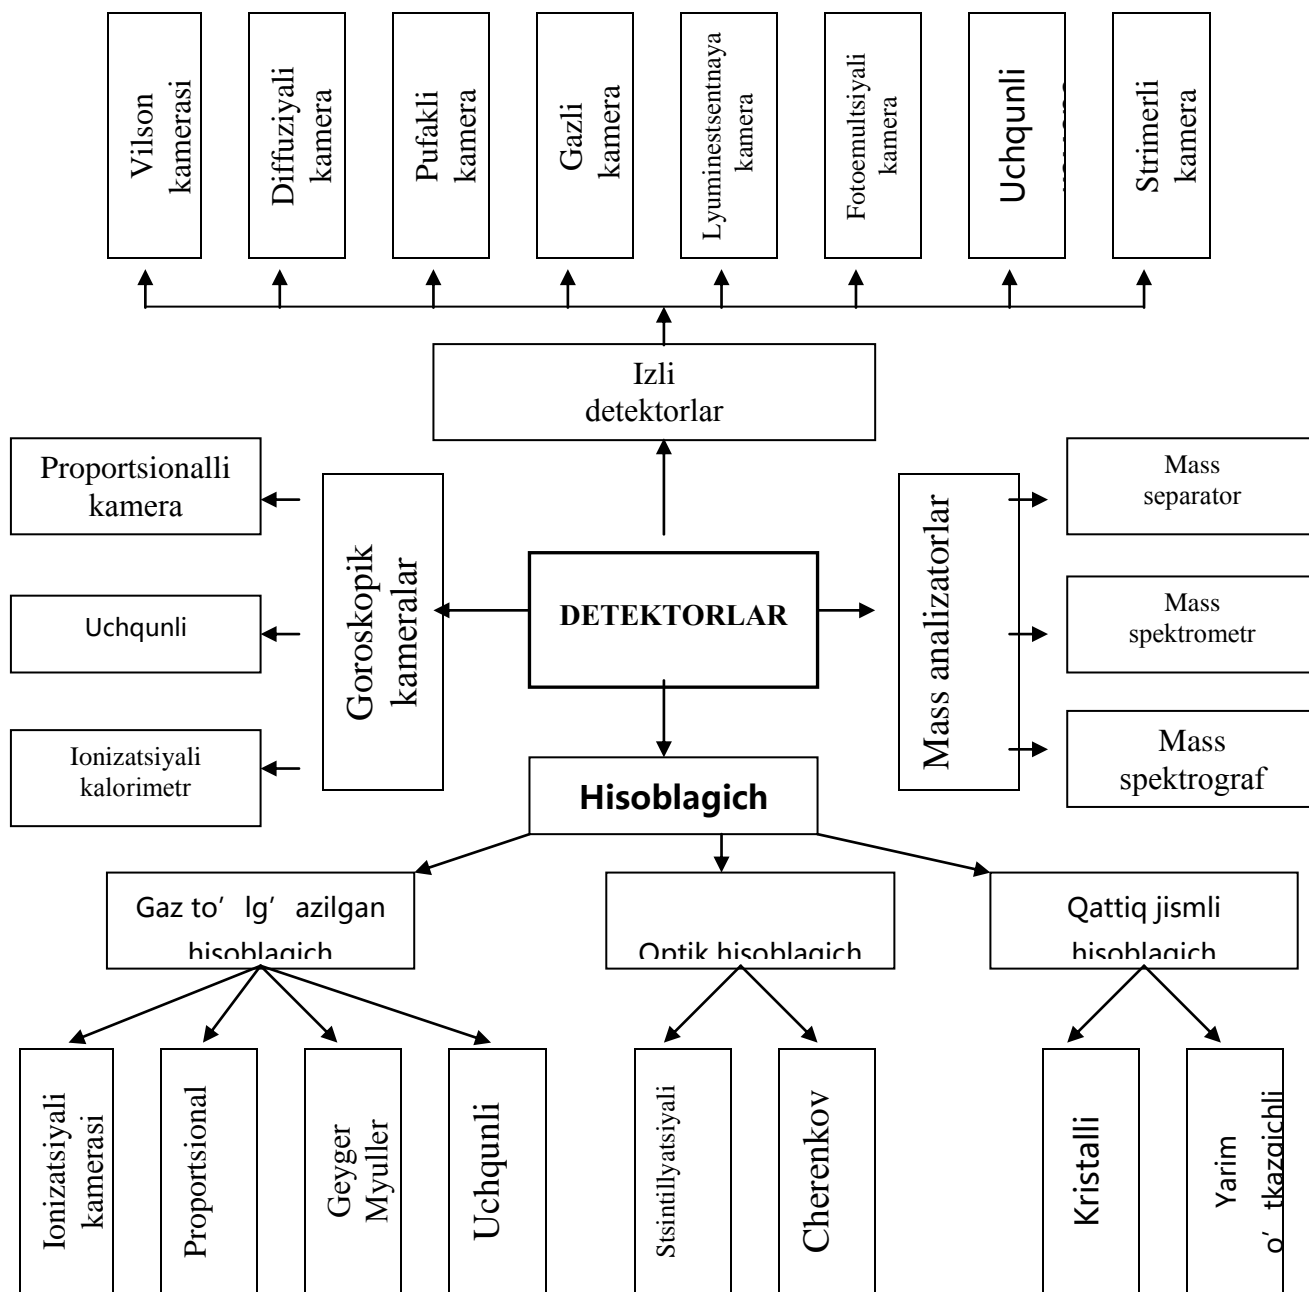 Vilson
kamerasi
Diffuziyali
kamera
Pufakli
kamera
Gazli
kamera
Lyuminestsentnaya
kamera
Fotoemultsiyali
kamera
Uchqunli
Strimerli
kamera
Izli
detektorlar
Proportsionalli
kamera
Uchqunli
Ionizatsiyali
kalorimetr
Goroskopik
kameralar
DETEKTORLAR
Mass analizatorlar
Mass
separator
Mass
spektrometr
Mass
spektrograf
Hisoblagich
Gaz to’ lg’ azilgan
hisoblagich
Optik hisoblagich
Qattiq jismli
hisoblagich
Ionizatsiyali
kamerasi
Proportsional
Geyger
Myuller
Uchqunli
Stsintillyatsiyali
Cherenkov
Kristalli
Yarim
o’ tkazgichli